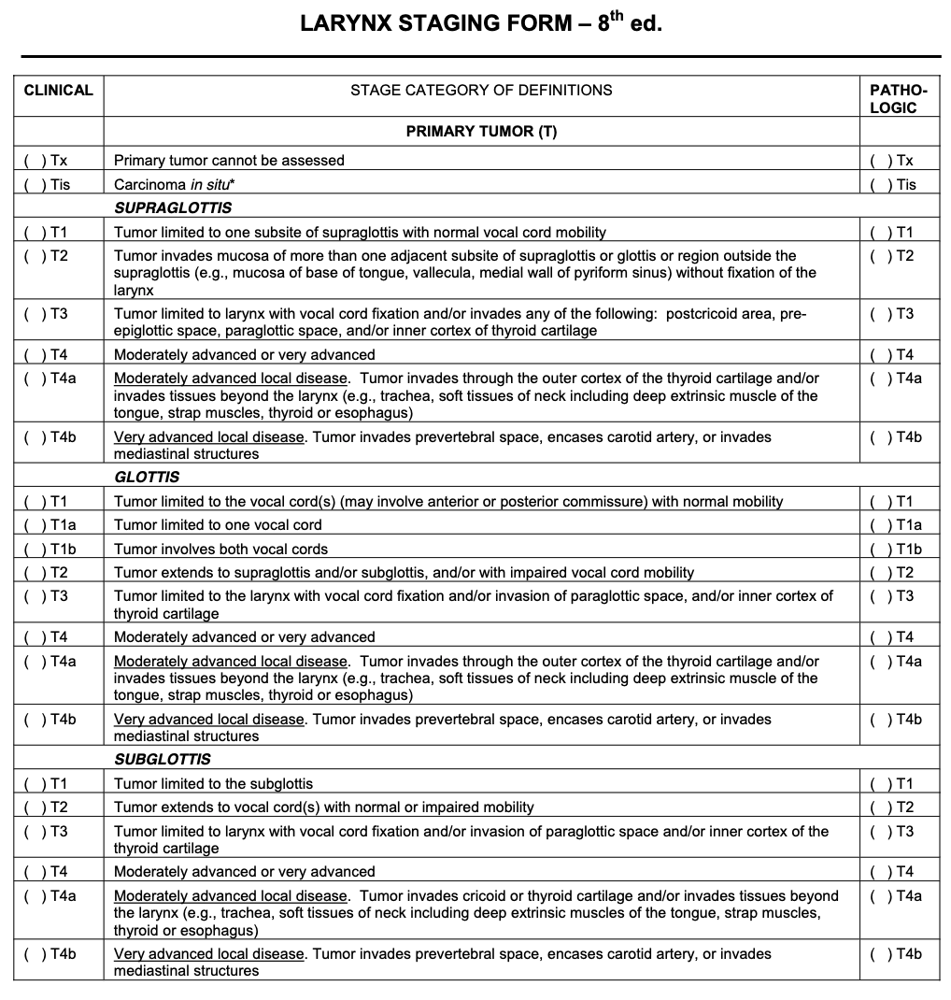 LARYNX STAGING FORM – 8th ed.
CLINICAL STAGE CATEGORY OF DEFINITIONS PATHO-
LOGIC
PRIMARY TUMOR (T)
( ) Tx Primary tumor cannot be assessed ( ) Tx
( ) Tis Carcinoma in situ* ( ) Tis
SUPRAGLOTTIS
( ) T1 Tumor limited to one subsite of supraglottis with normal vocal cord mobility ( ) T1
( ) T2 Tumor invades mucosa of more than one adjacent subsite of supraglottis or glottis or region outside the ( ) T2
supraglottis (e.g., mucosa of base of tongue, vallecula, medial wall of pyriform sinus) without fixation of the
larynx
( ) T3 Tumor limited to larynx with vocal cord fixation and/or invades any of the following: postcricoid area, pre- ( ) T3
epiglottic space, paraglottic space, and/or inner cortex of thyroid cartilage
( ) T4 Moderately advanced or very advanced ( ) T4
( ) T4a Moderately advanced local disease. Tumor invades through the outer cortex of the thyroid cartilage and/or ( ) T4a
invades tissues beyond the larynx (e.g., trachea, soft tissues of neck including deep extrinsic muscle of the
tongue, strap muscles, thyroid or esophagus)
( ) T4b Very advanced local disease. Tumor invades prevertebral space, encases carotid artery, or invades ( ) T4b
mediastinal structures
GLOTTIS
( ) T1 Tumor limited to the vocal cord(s) (may involve anterior or posterior commissure) with normal mobility ( ) T1
( ) T1a Tumor limited to one vocal cord ( ) T1a
( ) T1b Tumor involves both vocal cords ( ) T1b
( ) T2 Tumor extends to supraglottis and/or subglottis, and/or with impaired vocal cord mobility ( ) T2
( ) T3 Tumor limited to the larynx with vocal cord fixation and/or invasion of paraglottic space, and/or inner cortex of ( ) T3
thyroid cartilage
( ) T4 Moderately advanced or very advanced ( ) T4
( ) T4a Moderately advanced local disease. Tumor invades through the outer cortex of the thyroid cartilage and/or ( ) T4a
invades tissues beyond the larynx (e.g., trachea, soft tissues of neck including deep extrinsic muscle of the
tongue, strap muscles, thyroid or esophagus)
( ) T4b Very advanced local disease. Tumor invades prevertebral space, encases carotid artery, or invades ( ) T4b
mediastinal structures
SUBGLOTTIS
( ) T1 Tumor limited to the subglottis ( ) T1
( ) T2 Tumor extends to vocal cord(s) with normal or impaired mobility ( ) T2
( ) T3 Tumor limited to larynx with vocal cord fixation and/or invasion of paraglottic space and/or inner cortex of the ( ) T3
thyroid cartilage
( ) T4 Moderately advanced or very advanced ( ) T4
( ) T4a Moderately advanced local disease. Tumor invades cricoid or thyroid cartilage and/or invades tissues beyond ( ) T4a
the larynx (e.g., trachea, soft tissues of neck including deep extrinsic muscles of the tongue, strap muscles,
thyroid or esophagus)
( ) T4b Very advanced local disease. Tumor invades prevertebral space, encases carotid artery, or invades ( ) T4b
mediastinal structures